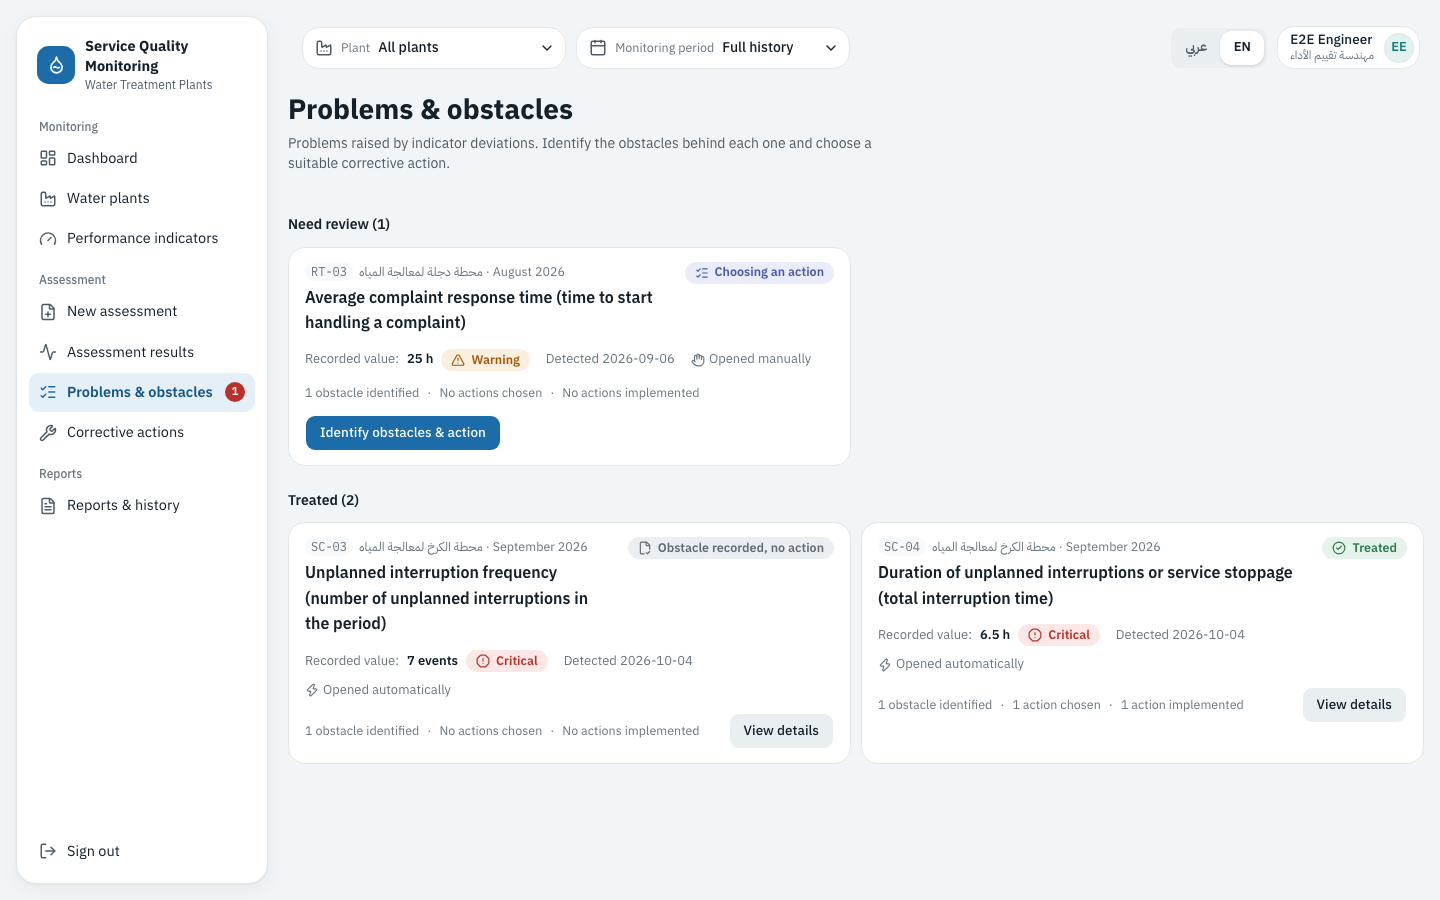 Service Quality
Monitoring
Water Treatment Plants
Monitoring
Dashboard
Water plants
Performance indicators
Assessment
New assessment
Assessment results
Problems & obstacles 1
Corrective actions
Reports
Reports & history
Sign out
Plant All plants
Monitoring period Full history
عربي EN
E2E Engineer
مهندسة تقييم الأداء
EE
Problems & obstacles
Problems raised by indicator deviations. Identify the obstacles behind each one and choose a
suitable corrective action.
Need review (1)
RT-03 محطة دجلة لمعالجة المياه · August 2026
Choosing an action
Average complaint response time (time to start
handling a complaint)
Recorded value: 25 h Warning Detected 2026-09-06 Opened manually
1 obstacle identified · No actions chosen · No actions implemented
Identify obstacles & action
Treated (2)
SC-03 محطة الكرخ لمعالجة المياه · September 2026
Obstacle recorded, no action
Unplanned interruption frequency
(number of unplanned interruptions in
the period)
Recorded value: 7 events Critical Detected 2026-10-04
Opened automatically
1 obstacle identified · No actions chosen · No actions implemented
View details
SC-04 محطة الكرخ لمعالجة المياه · September 2026
Treated
Duration of unplanned interruptions or service stoppage
(total interruption time)
Recorded value: 6.5 h Critical Detected 2026-10-04
Opened automatically
1 obstacle identified · 1 action chosen · 1 action implemented
View details